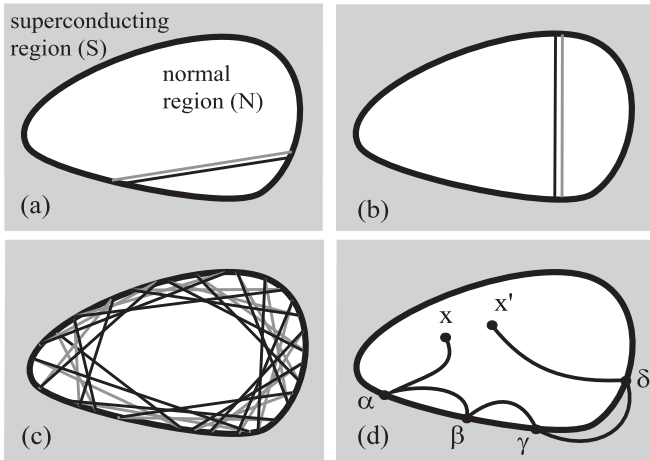 superconducting
region (S)
normal
region (N)
(a)
(b)
(c)
x
x'
α
β
γ
δ
(d)